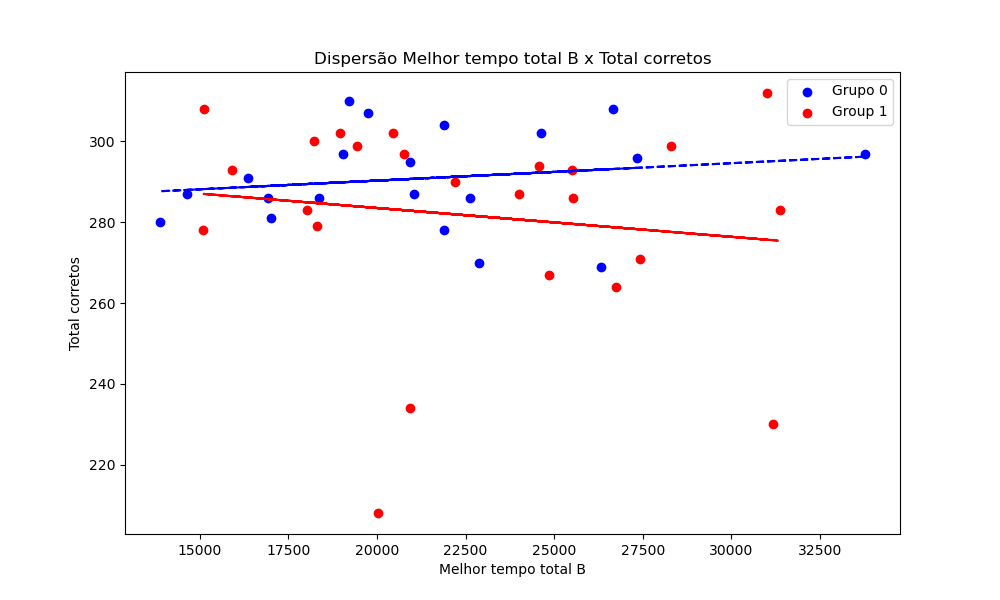 Dispersão Melhor tempo total B x Total corretos
Grupo 0
Group 1
Total corretos
300
280
260
240
220
15000 17500 20000 22500 25000 27500 30000 32500
Melhor tempo total B